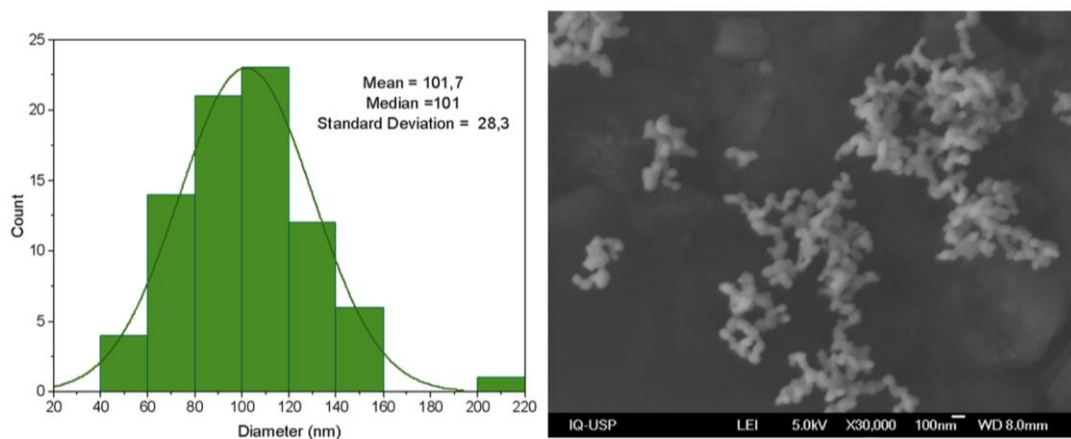 25
20
15
10
5
0
Count
Mean = 101,7
Median =101
Standard Deviation = 28,3
20 40 60 80 100 120 140 160 180 200 220
Diameter (nm)
IQ-USP LEI 5.0kV X30,000 100nm WD 8.0mm